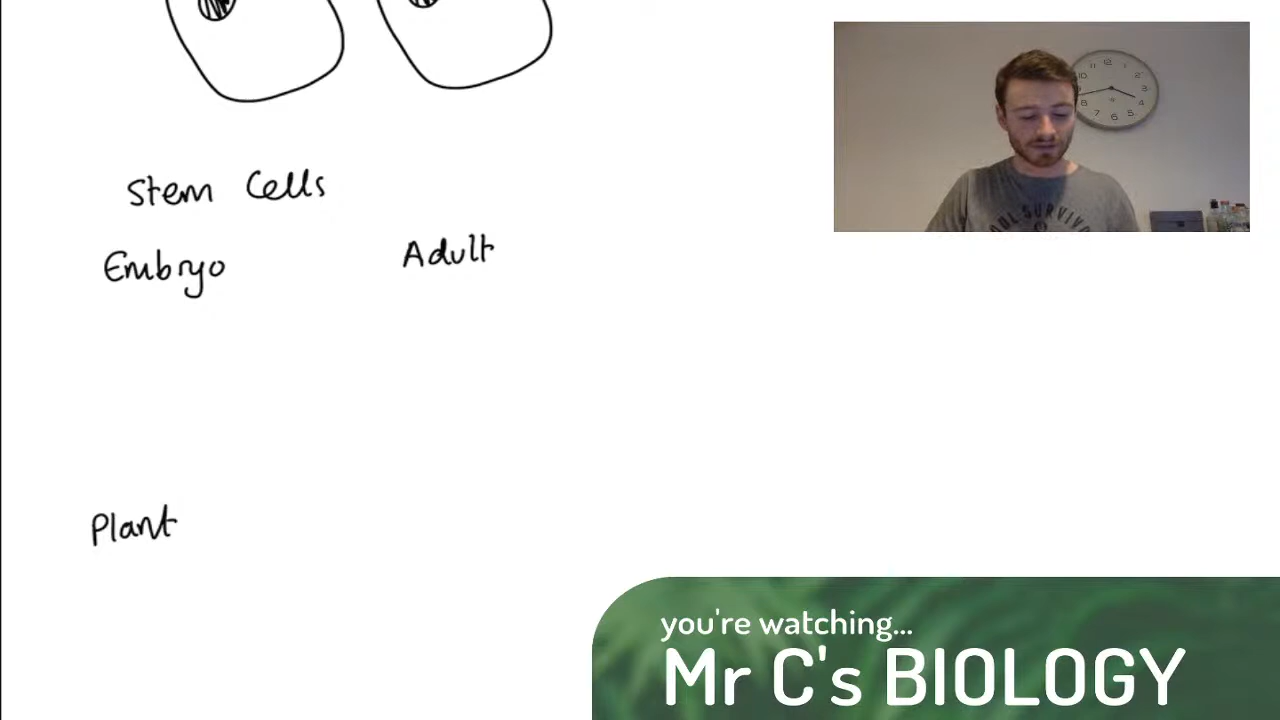 Stem Cells
Embryo
Adult
Plant
you're watching...
Mr C's BIOLOGY